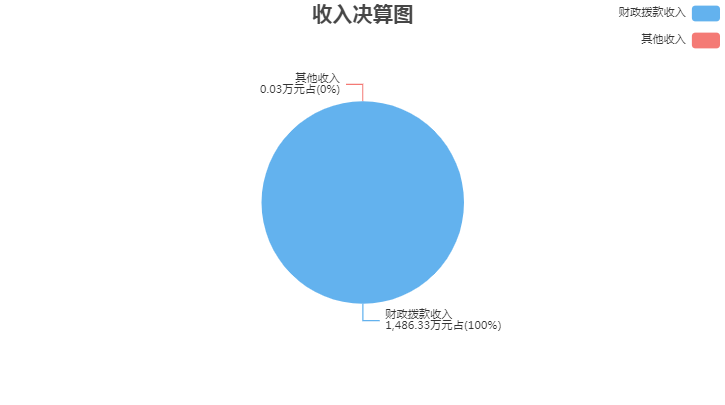 收入决算图
财政拨款收入
其他收入
其他收入
0.03万元占(0%)
财政拨款收入
1,486.33万元占(100%)